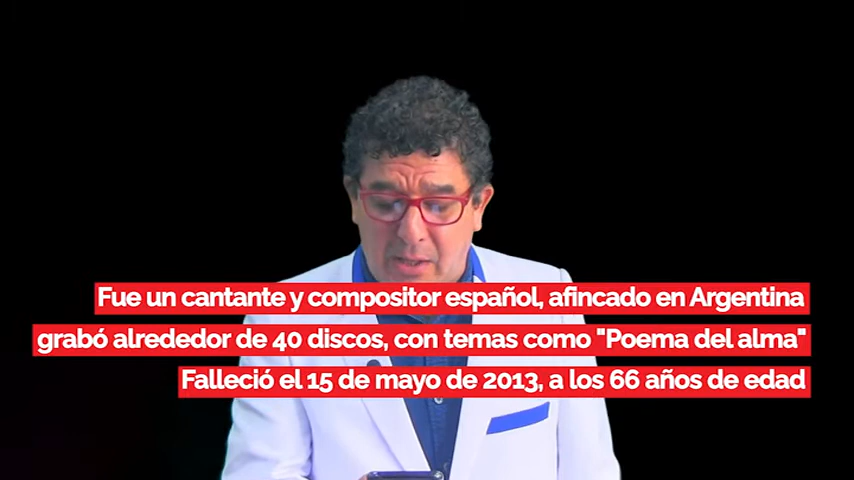 Fue un cantante y compositor español, afincado en Argentina
grabó alrededor de 40 discos, con temas como "Poema del alma"
Falleció el 15 de mayo de 2013, a los 66 años de edad